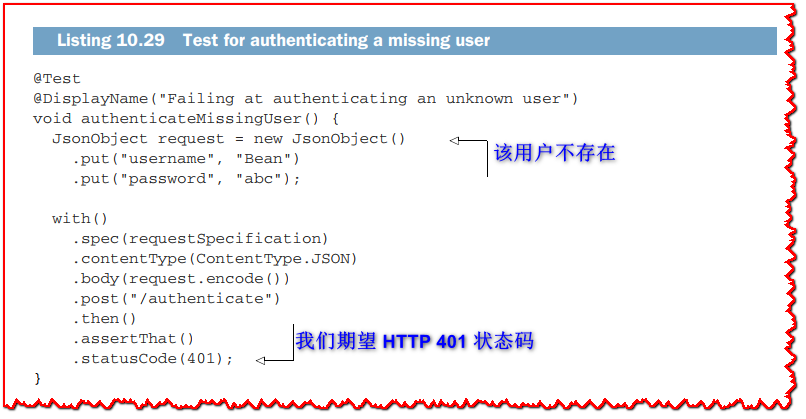 Listing 10.29 Test for authenticating a missing user
@Test
@DisplayName("Failing at authenticating an unknown user")
void authenticateMissingUser() {
  JsonObject request = new JsonObject()
    .put("username", "Bean")
    .put("password", "abc");
该用户不存在
  with()
    .spec(requestSpecification)
    .contentType(ContentType.JSON)
    .body(request.encode())
    .post("/authenticate")
    .then()
    .assertThat()
    .statusCode(401);
我们期望 HTTP 401 状态码
}